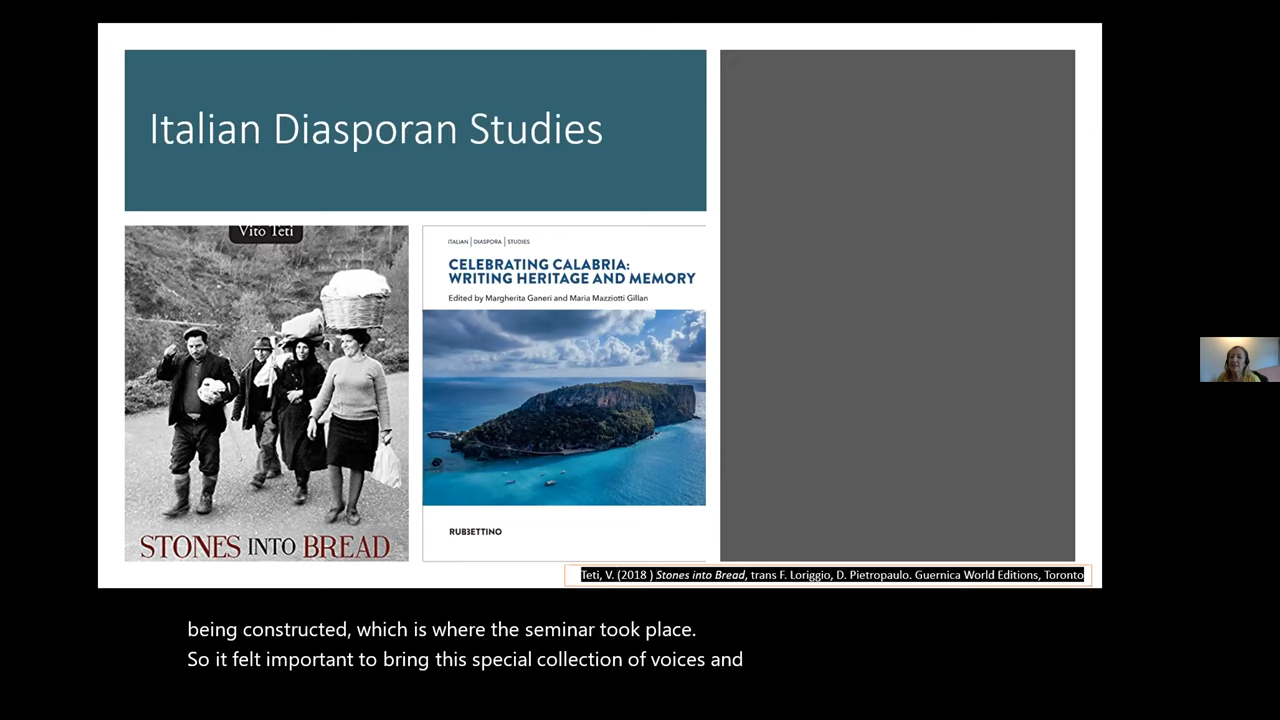 Italian Diasporan Studies
Vito Teti
STONES INTO BREAD
ITALIAN | DIASPORA | STUDIES
CELEBRATING CALABRIA:
WRITING HERITAGE AND MEMORY
Edited by Margherita Ganeri and Maria Mazziotti Gillan
RUBBETTINO
Teti, V. (2018 ) Stones into Bread, trans F. Loriggio, D. Pietropaulo. Guernica World Editions, Toronto
being constructed, which is where the seminar took place.
So it felt important to bring this special collection of voices and